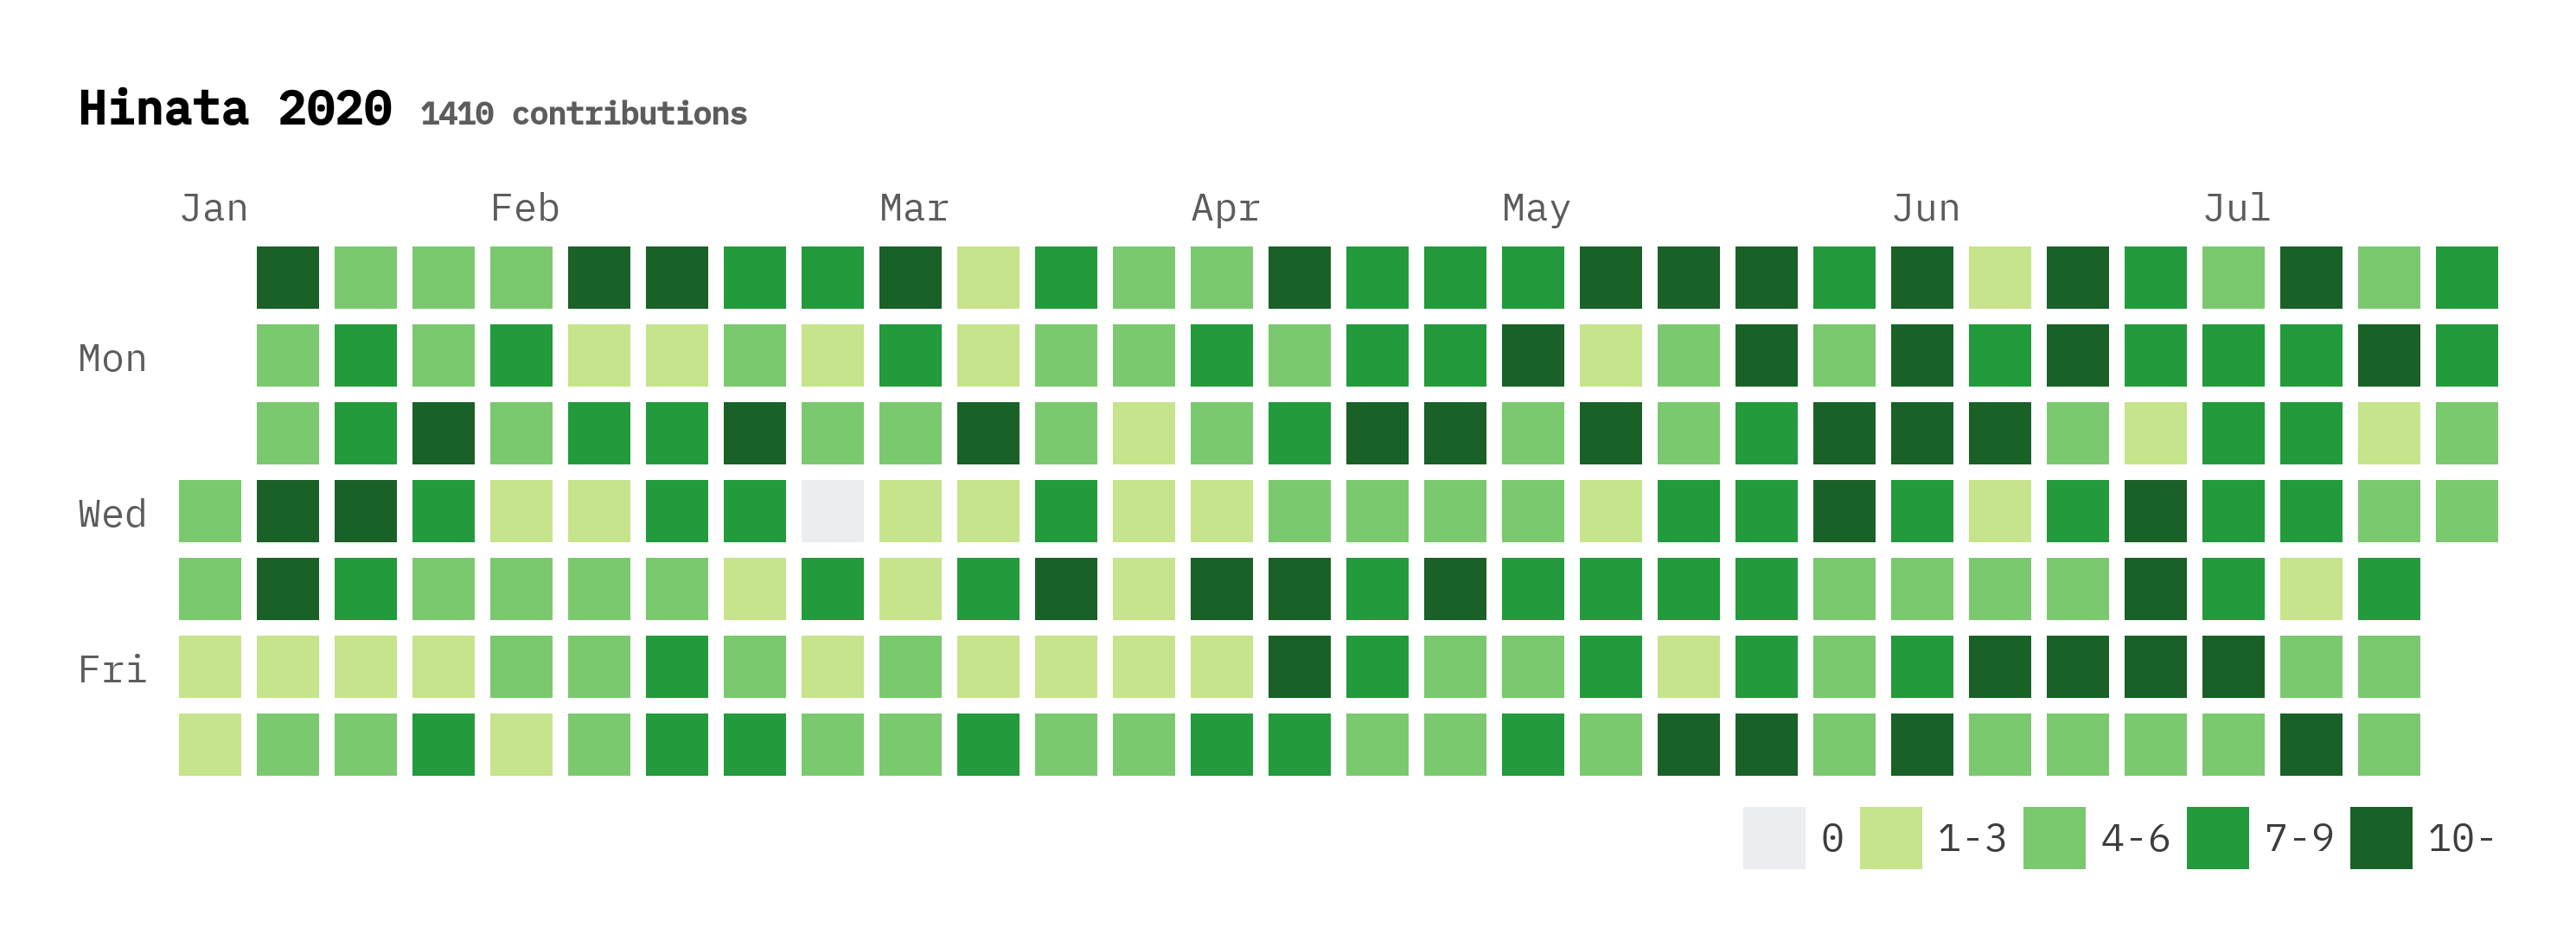 Hinata 2020 1410 contributions
Jan Feb Mar Apr May Jun Jul
Mon
Wed
Fri
0 1-3 4-6 7-9 10-